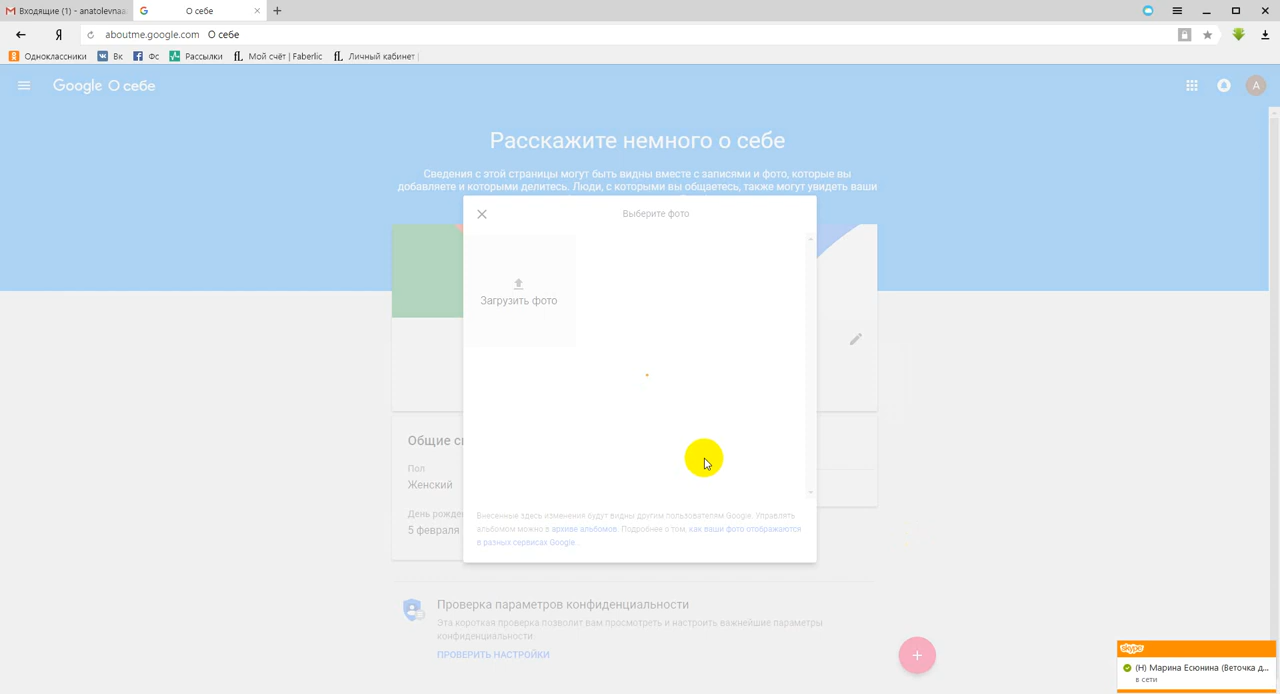 Входящие (1) - anatolevnaa
О себе
Я
aboutme.google.com О себе
Одноклассники
Вк
Фс
Рассылки
Мой счёт | Faberlic
Личный кабинет
Google О себе
A
Расскажите немного о себе
Сведения с этой страницы могут быть видны вместе с записями и фото, которые вы
добавляете и которыми делитесь. Люди, с которыми вы общаетесь, также могут увидеть ваши
Выберите фото
Загрузить фото
Внесенные здесь изменения будут видны другим пользователям Google. Управлять
альбомом можно в архиве альбомов. Подробнее о том, как ваши фото отображаются
в разных сервисах Google.
Общие с
Пол
Женский
День рожде
5 февраля
Проверка параметров конфиденциальности
Эта короткая проверка позволит вам просмотреть и настроить важнейшие параметры
конфиденциальности.
ПРОВЕРИТЬ НАСТРОЙКИ
skype
(Н) Марина Есюнина (Веточка д...
в сети